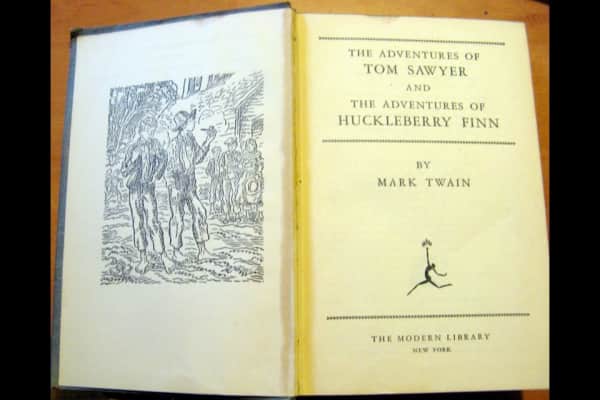 THE ADVENTURES OF
TOM SAWYER
AND
THE ADVENTURES OF
HUCKLEBERRY FINN
BY
MARK TWAIN
THE MODERN LIBRARY
NEW YORK